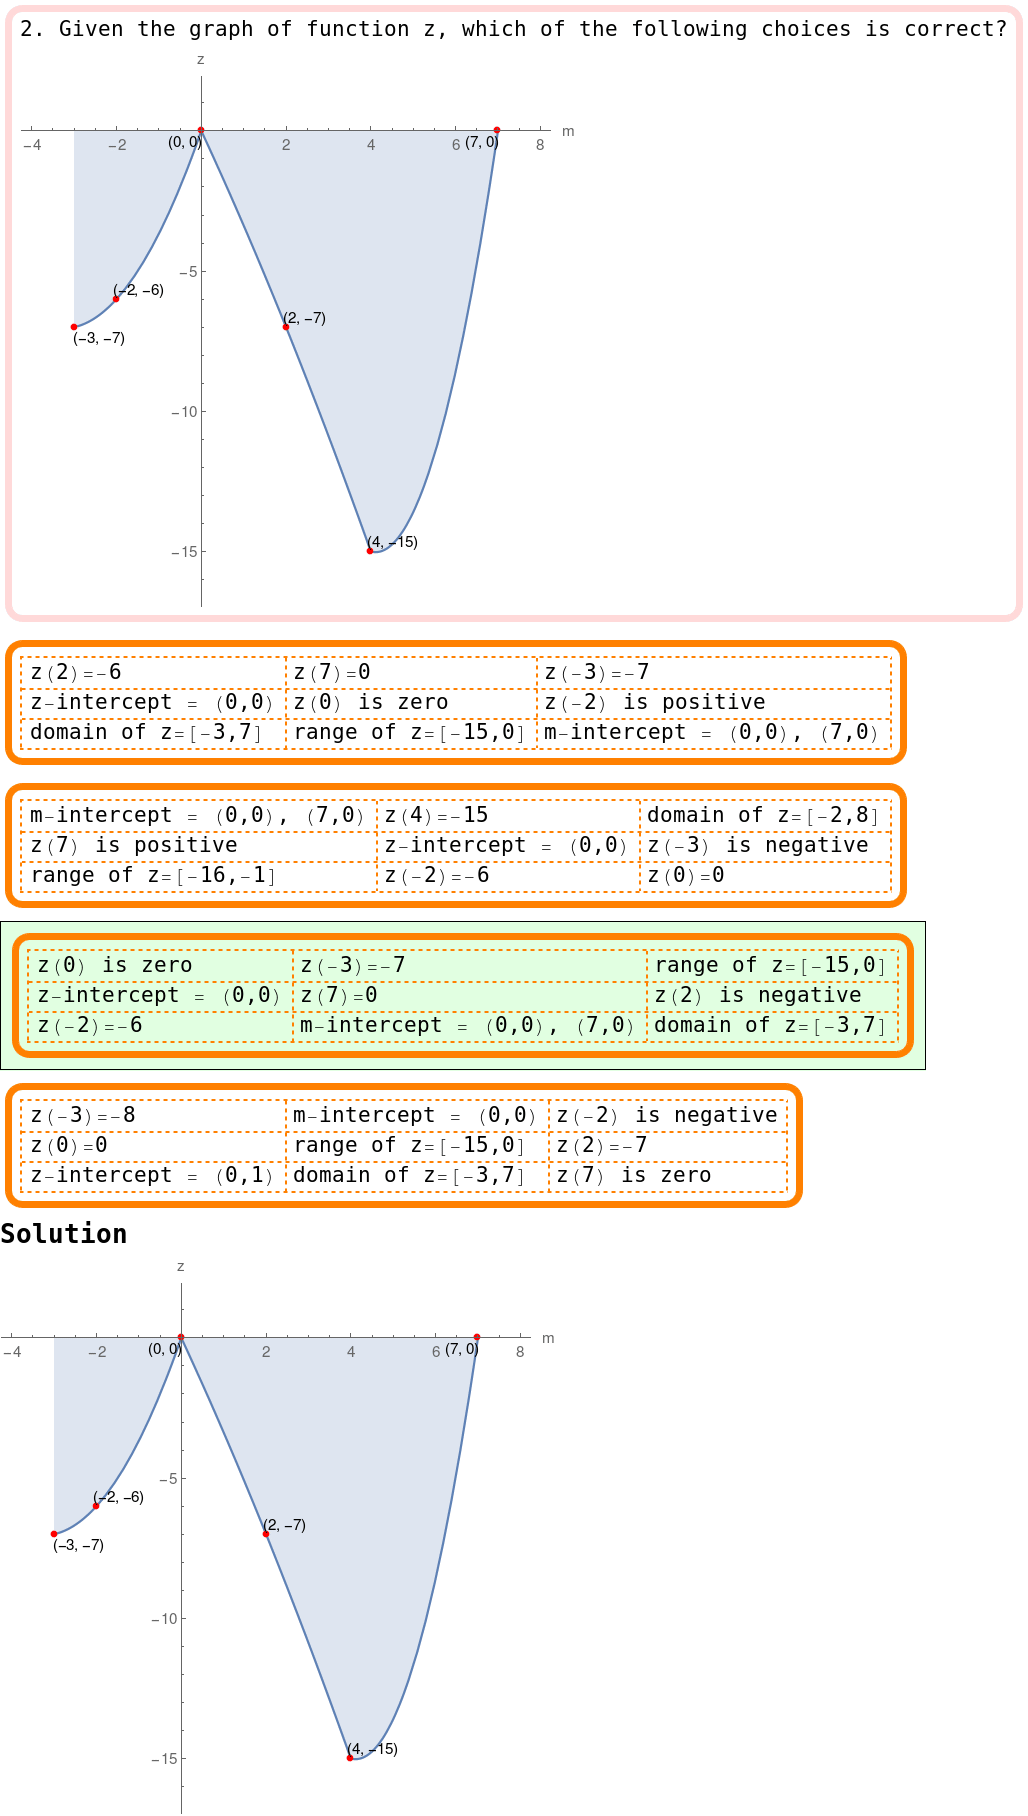 2. Given the graph of function z, which of the following choices is correct?
z
−4 −2 2 4 6 8 m
(0, 0) (7, 0)
−5
(−2, −6)
(2, −7)
(−3, −7)
−10
(4, −15)
−15
z(2)=-6 z(7)=0 z(-3)=-7
z-intercept = (0,0) z(0) is zero z(-2) is positive
domain of z=[-3,7] range of z=[-15,0] m-intercept = (0,0), (7,0)
m-intercept = (0,0), (7,0) z(4)=-15 domain of z=[-2,8]
z(7) is positive z-intercept = (0,0) z(-3) is negative
range of z=[-16,-1] z(-2)=-6 z(0)=0
z(0) is zero z(-3)=-7 range of z=[-15,0]
z-intercept = (0,0) z(7)=0 z(2) is negative
z(-2)=-6 m-intercept = (0,0), (7,0) domain of z=[-3,7]
z(-3)=-8 m-intercept = (0,0) z(-2) is negative
z(0)=0 range of z=[-15,0] z(2)=-7
z-intercept = (0,1) domain of z=[-3,7] z(7) is zero
Solution
z
−4 −2 2 4 6 8 m
(0, 0) (7, 0)
−5
(−2, −6)
(2, −7)
(−3, −7)
−10
(4, −15)
−15